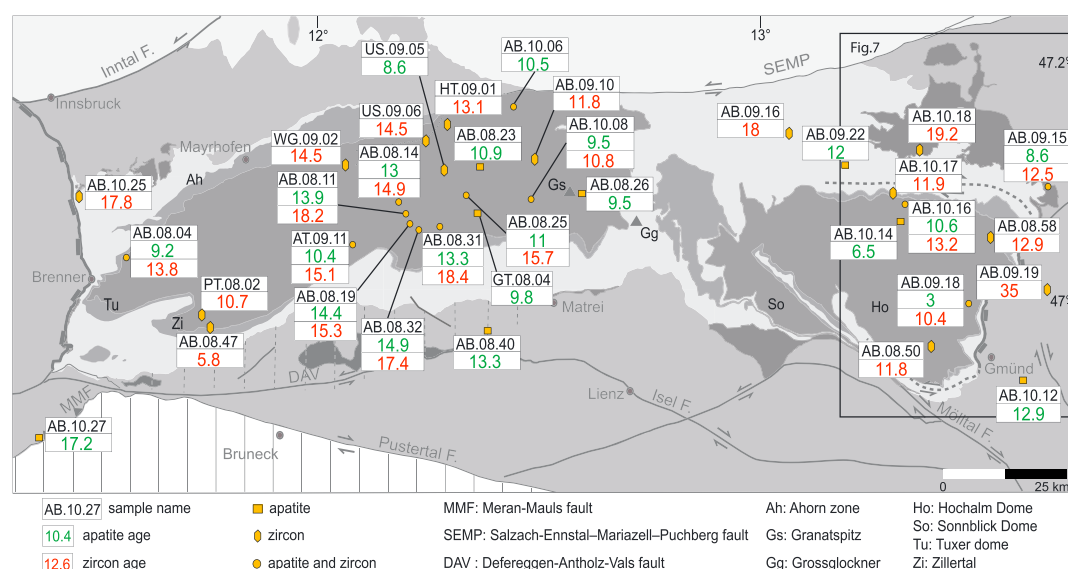 12°
13°
Fig.7
47.2°
Inntal F.
SEMP
Innsbruck
US.09.05
8.6
AB.10.06
10.5
HT.09.01
13.1
AB.09.10
11.8
US.09.06
14.5
AB.08.23
10.9
AB.10.08
9.5
10.8
AB.09.16
18
AB.09.22
12
AB.10.18
19.2
AB.09.15
8.6
12.5
WG.09.02
14.5
Mayrhofen
Ah
AB.08.14
13
14.9
AB.10.17
11.9
AB.10.25
17.8
AB.08.11
13.9
18.2
Gs
AB.08.26
9.5
AB.10.16
10.6
13.2
AB.08.04
9.2
13.8
AT.09.11
10.4
15.1
AB.08.31
13.3
18.4
AB.08.25
11
15.7
Gg
AB.10.14
6.5
AB.08.58
12.9
Brenner
Tu
PT.08.02
10.7
Zi
AB.08.19
14.4
15.3
GT.08.04
9.8
Matrei
So
Ho
AB.09.18
3
10.4
AB.09.19
35
47°
AB.08.47
5.8
AB.08.32
14.9
17.4
AB.08.40
13.3
AB.08.50
11.8
Gmünd
DAV
MMF
Lienz
Isel F.
Mölltal F.
AB.10.12
12.9
AB.10.27
17.2
Bruneck
Pustertal F.
0
25 km
AB.10.27 sample name
10.4 apatite age
12.6 zircon age
apatite
zircon
apatite and zircon
MMF: Meran-Mauls fault
SEMP: Salzach-Ennstal–Mariazell–Puchberg fault
DAV : Defereggen-Antholz-Vals fault
Ah: Ahorn zone
Gs: Granatspitz
Gg: Grossglockner
Ho: Hochalm Dome
So: Sonnblick Dome
Tu: Tuxer dome
Zi: Zillertal